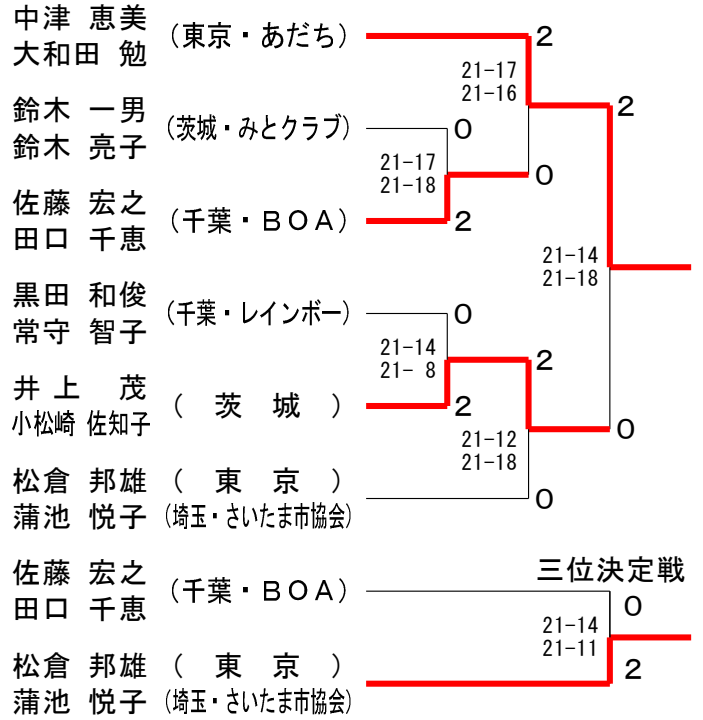 中津 恵美
大和田 勉
(東京・あだち)
2
21-17
21-16
2
鈴木 一男
鈴木 亮子
(茨城・みとクラブ)
0
21-17
21-18
0
佐藤 宏之
田口 千恵
(千葉・BOA)
2
21-14
21-18
黒田 和俊
常守 智子
(千葉・レインボー)
0
21-14
21- 8
2
井上 茂
小松崎 佐知子
( 茨 城 )
2
0
21-12
21-18
松倉 邦雄 ( 東 京 )
蒲池 悦子 (埼玉・さいたま市協会)
0
三位決定戦
佐藤 宏之
田口 千恵
(千葉・BOA)
0
21-14
21-11
松倉 邦雄 ( 東 京 )
蒲池 悦子 (埼玉・さいたま市協会)
2